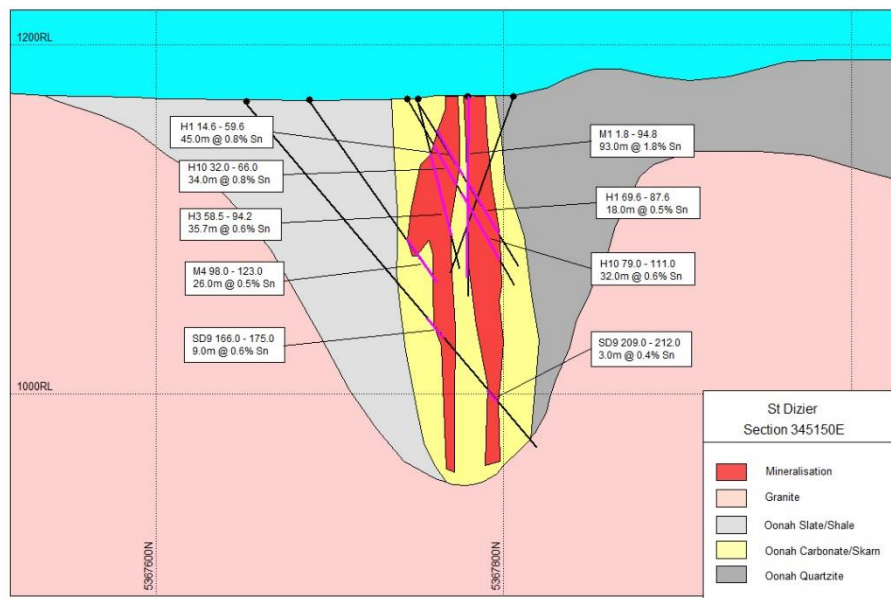 1200RL
H1 14.6 - 59.6
45.0m @ 0.8% Sn
H10 32.0 - 66.0
34.0m @ 0.8% Sn
H3 58.5 - 94.2
35.7m @ 0.6% Sn
M4 98.0 - 123.0
26.0m @ 0.5% Sn
SD9 166.0 - 175.0
9.0m @ 0.6% Sn
M1 1.8 - 94.8
93.0m @ 1.8% Sn
H1 69.6 - 87.6
18.0m @ 0.5% Sn
H10 79.0 - 111.0
32.0m @ 0.6% Sn
SD9 209.0 - 212.0
3.0m @ 0.4% Sn
1000RL
5367600N
5367800N
St Dizier
Section 345150E
Mineralisation
Granite
Oonah Slate/Shale
Oonah Carbonate/Skarn
Oonah Quartzite